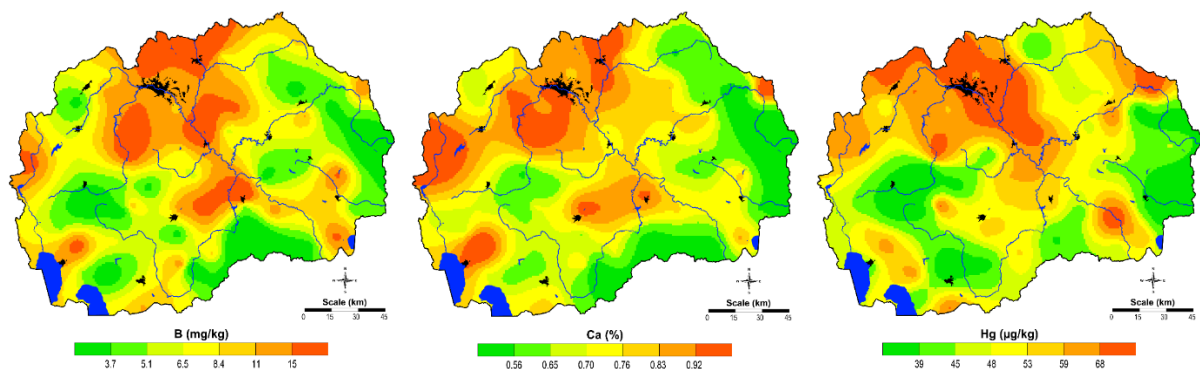 Scale (km)
0 15 30 45
B (mg/kg)
3.7 5.1 6.5 8.4 11 15
Scale (km)
0 15 30 45
Ca (%)
0.56 0.65 0.70 0.76 0.83 0.92
Scale (km)
0 15 30 45
Hg (µg/kg)
39 45 48 53 59 68